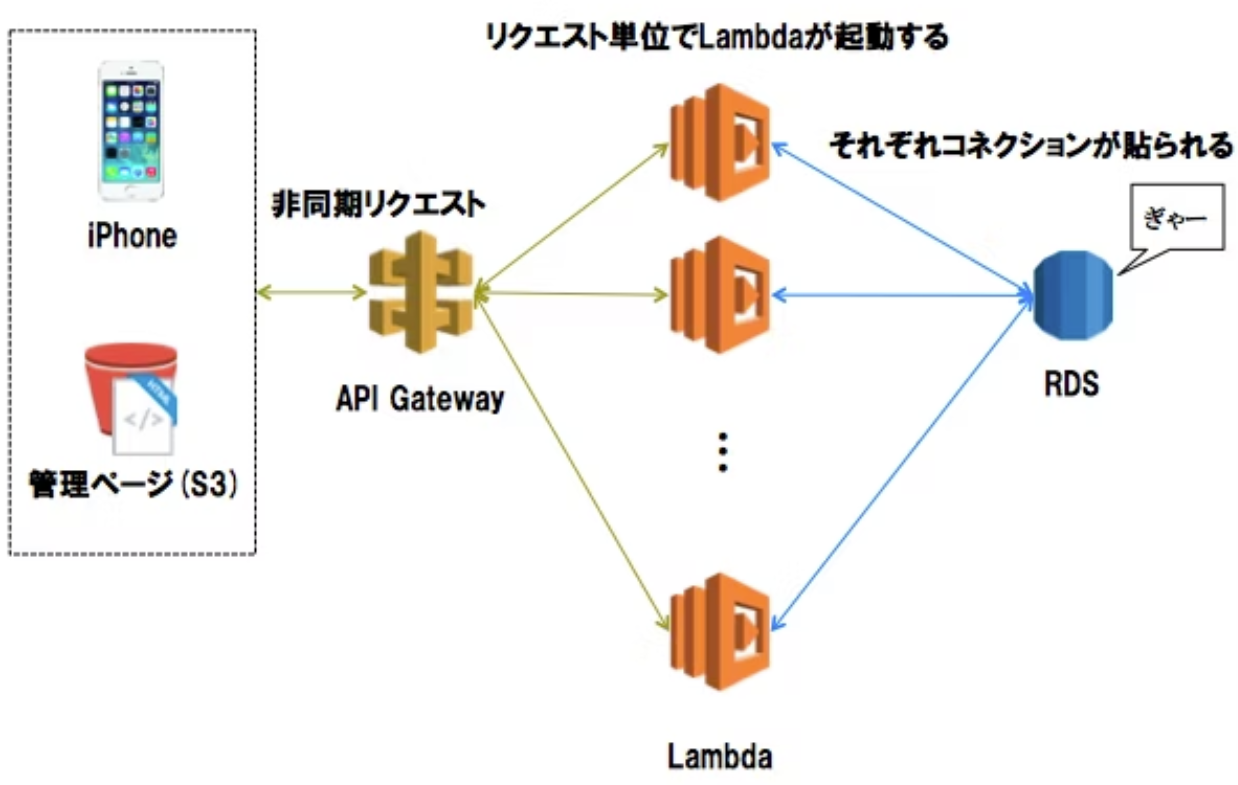 リクエスト単位でLambdaが起動する
それぞれコネクションが貼られる
ぎゃー
非同期リクエスト
iPhone
API Gateway
RDS
HTML
</>
管理ページ(S3)
Lambda